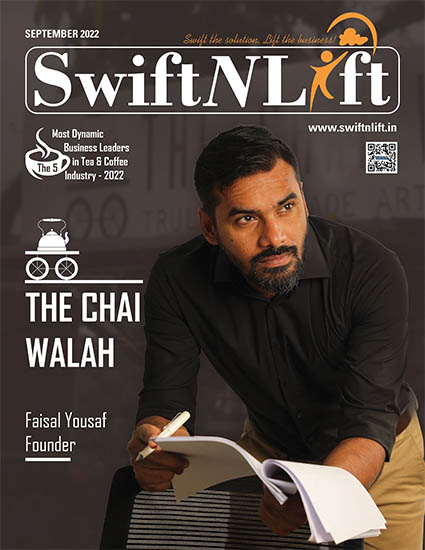 SEPTEMBER 2022
Swift the solution, Lift the business!
SwiftNLift
www.swiftnlift.in
Most Dynamic
Business Leaders
The 5
in Tea & Coffee
Industry - 2022
THE CHAI
WALAH
Faisal Yousaf
Founder